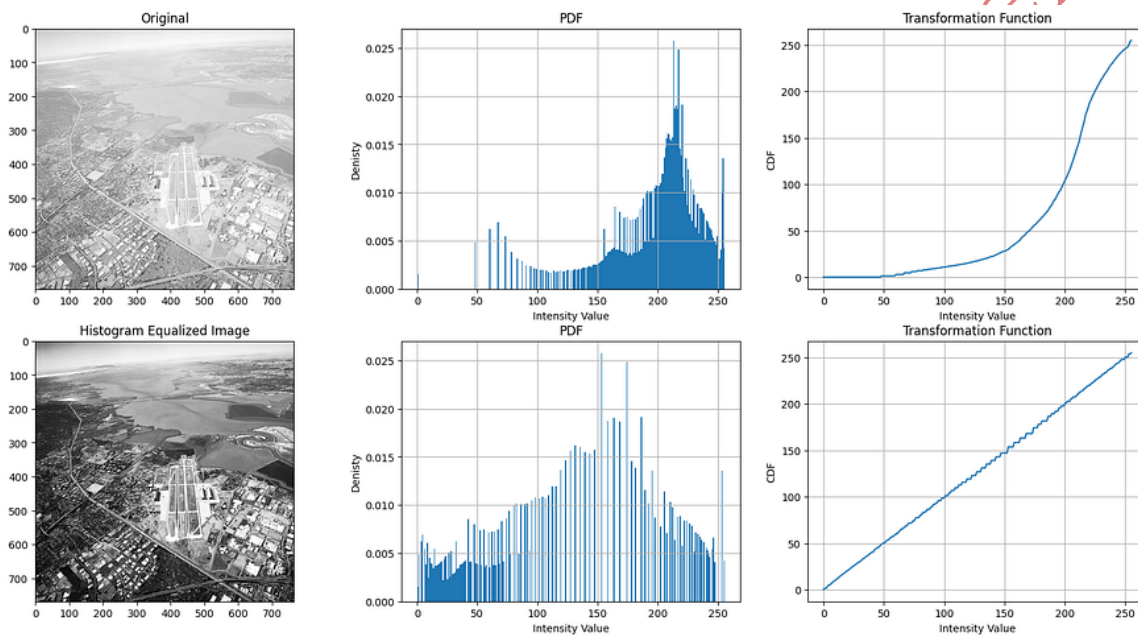 Original
0
100
200
300
400
500
600
700
0 100 200 300 400 500 600 700
PDF
Denisty
0.025
0.020
0.015
0.010
0.005
0.000
0 50 100 150 200 250
Intensity Value
Transformation Function
CDF
250
200
150
100
50
0
0 50 100 150 200 250
Intensity Value
Histogram Equalized Image
0
100
200
300
400
500
600
700
0 100 200 300 400 500 600 700
PDF
Denisty
0.025
0.020
0.015
0.010
0.005
0.000
0 50 100 150 200 250
Intensity Value
Transformation Function
CDF
250
200
150
100
50
0
0 50 100 150 200 250
Intensity Value